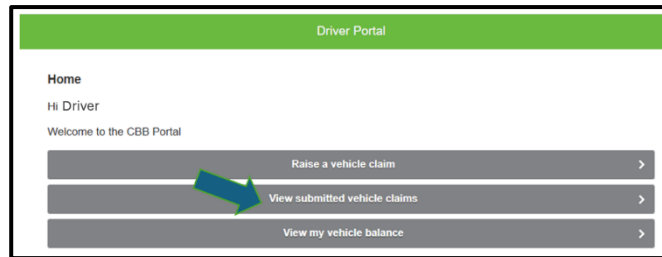 Driver Portal
Home
Hi Driver
Welcome to the CBB Portal
Raise a vehicle claim
View submitted vehicle claims
View my vehicle balance